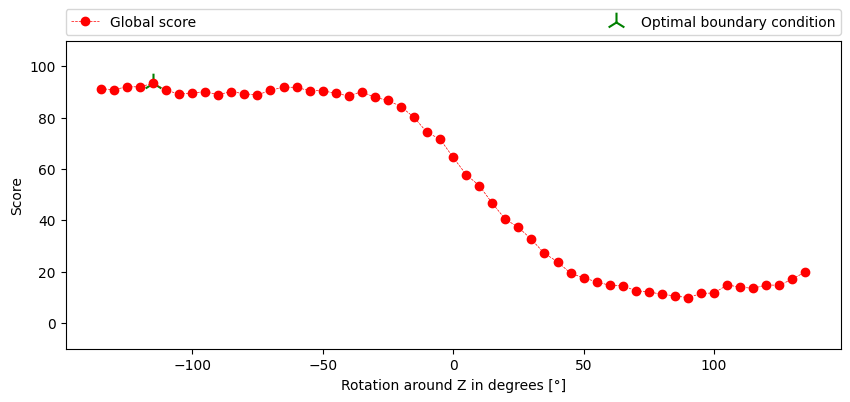 Global score
Optimal boundary condition
100
80
60
40
20
0
Score
−100
−50
0
50
100
Rotation around Z in degrees [°]